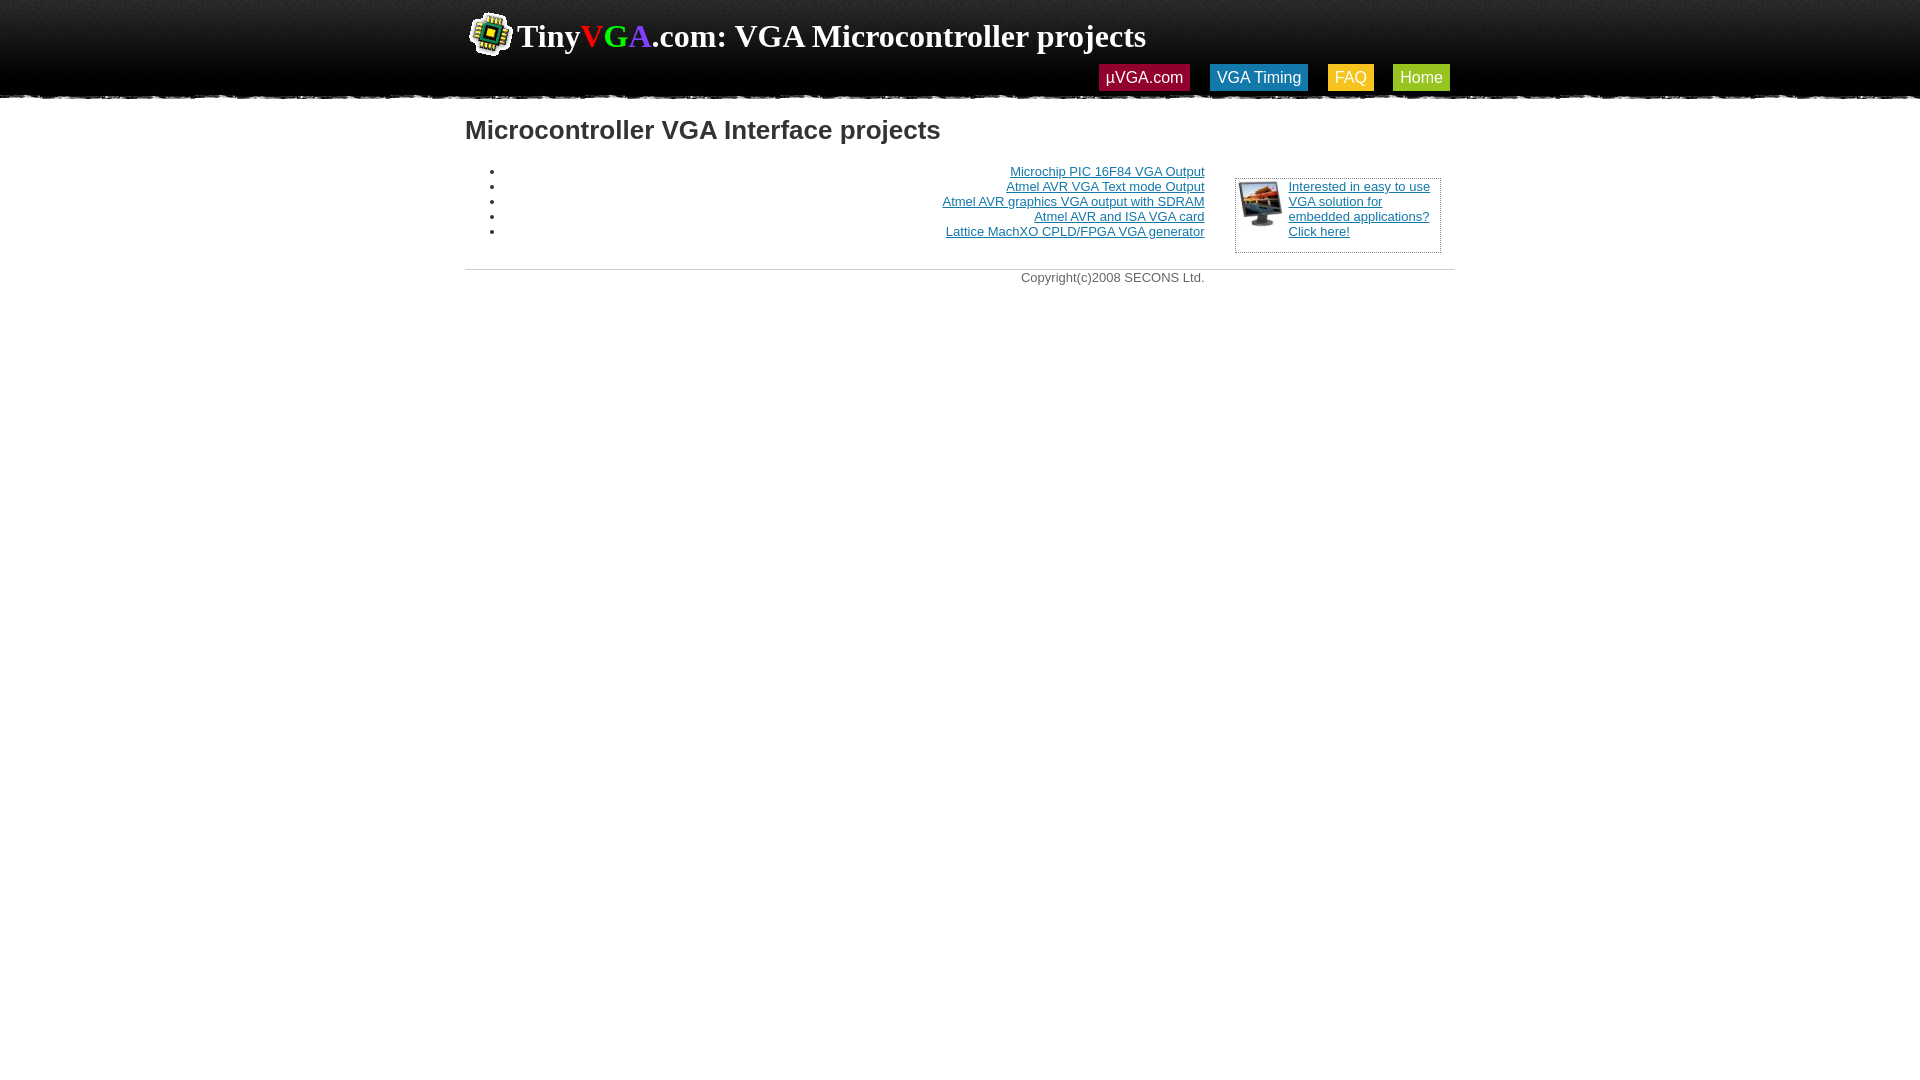 TinyVGA.com: VGA Microcontroller projects
µVGA.com
VGA Timing
FAQ
Home
Microcontroller VGA Interface projects
Microchip PIC 16F84 VGA Output
Atmel AVR VGA Text mode Output
Atmel AVR graphics VGA output with SDRAM
Atmel AVR and ISA VGA card
Lattice MachXO CPLD/FPGA VGA generator
Interested in easy to use
VGA solution for
embedded applications?
Click here!
Copyright(c)2008 SECONS Ltd.